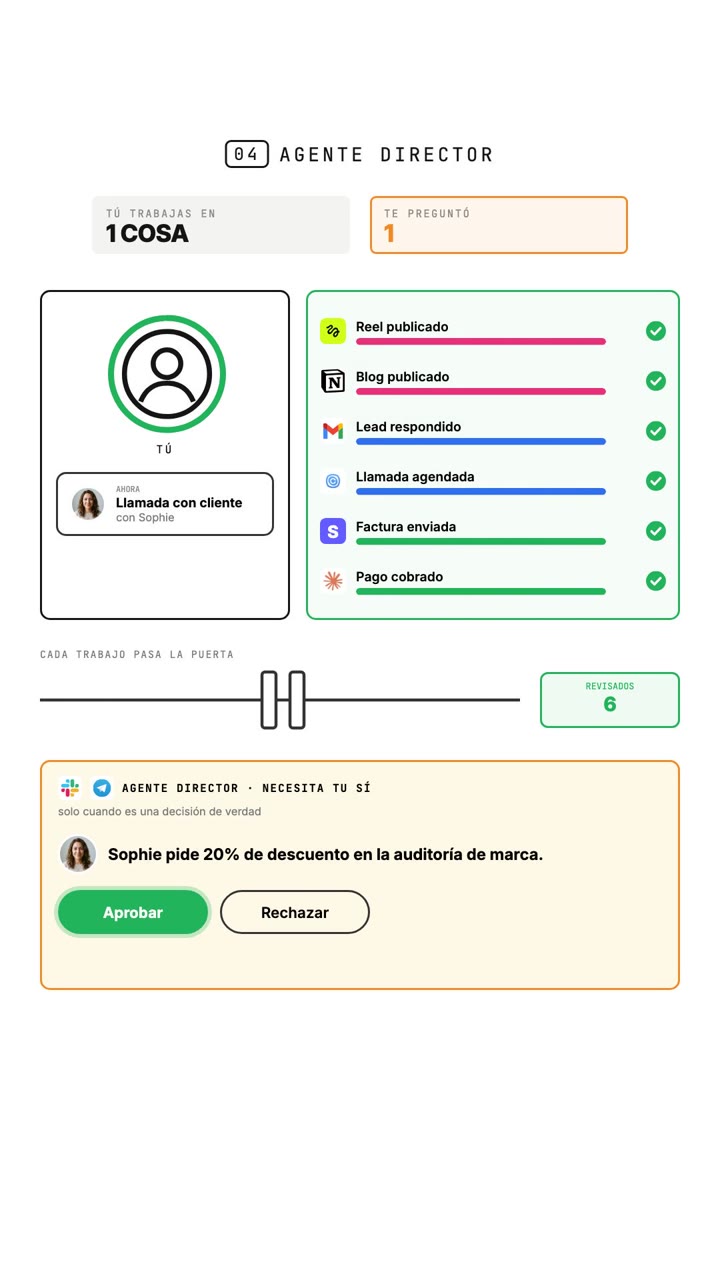 04 AGENTE DIRECTOR
TÚ TRABAJAS EN
1 COSA
TE PREGUNTÓ
1
TÚ
AHORA
Llamada con cliente
con Sophie
Reel publicado
Blog publicado
N
Lead respondido
Llamada agendada
Factura enviada
S
Pago cobrado
CADA TRABAJO PASA LA PUERTA
REVISADOS
6
AGENTE DIRECTOR · NECESITA TU SÍ
solo cuando es una decisión de verdad
Sophie pide 20% de descuento en la auditoría de marca.
Aprobar
Rechazar